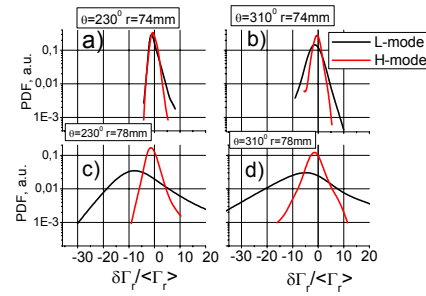 θ=230⁰ r=74mm
θ=310⁰ r=74mm
a)
b)
L-mode
H-mode
0,1
0,01
1E-3
PDF, a.u.
θ=230⁰ r=78mm
θ=310⁰ r=78mm
c)
d)
0,1
0,01
1E-3
PDF, a.u.
-30 -20 -10 0 10
-30 -20 -10 0 10 20
δΓr/<Γr>
δΓr/<Γr>